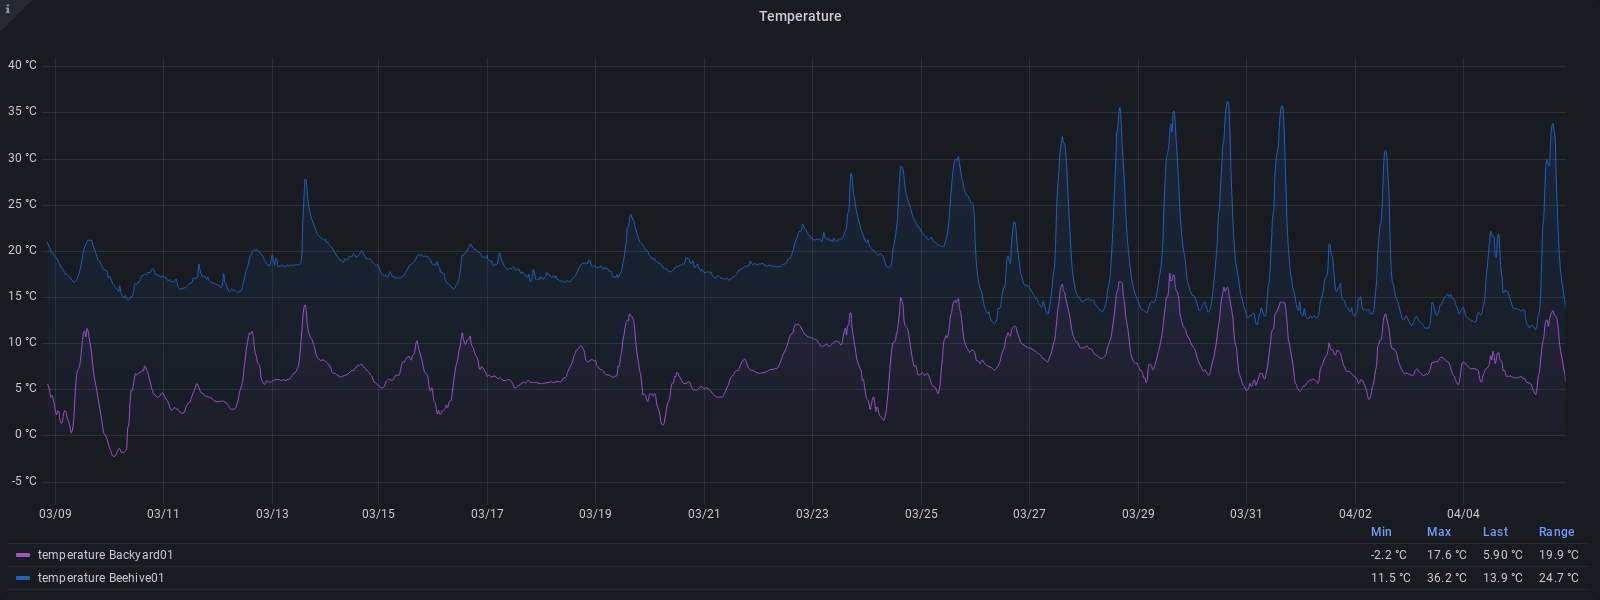 i
Temperature
40 °C
35 °C
30 °C
25 °C
20 °C
15 °C
10 °C
5 °C
0 °C
-5 °C
03/09 03/11 03/13 03/15 03/17 03/19 03/21 03/23 03/25 03/27 03/29 03/31 04/02 04/04
Min Max Last Range
temperature Backyard01 -2.2 °C 17.6 °C 5.90 °C 19.9 °C
temperature Beehive01 11.5 °C 36.2 °C 13.9 °C 24.7 °C